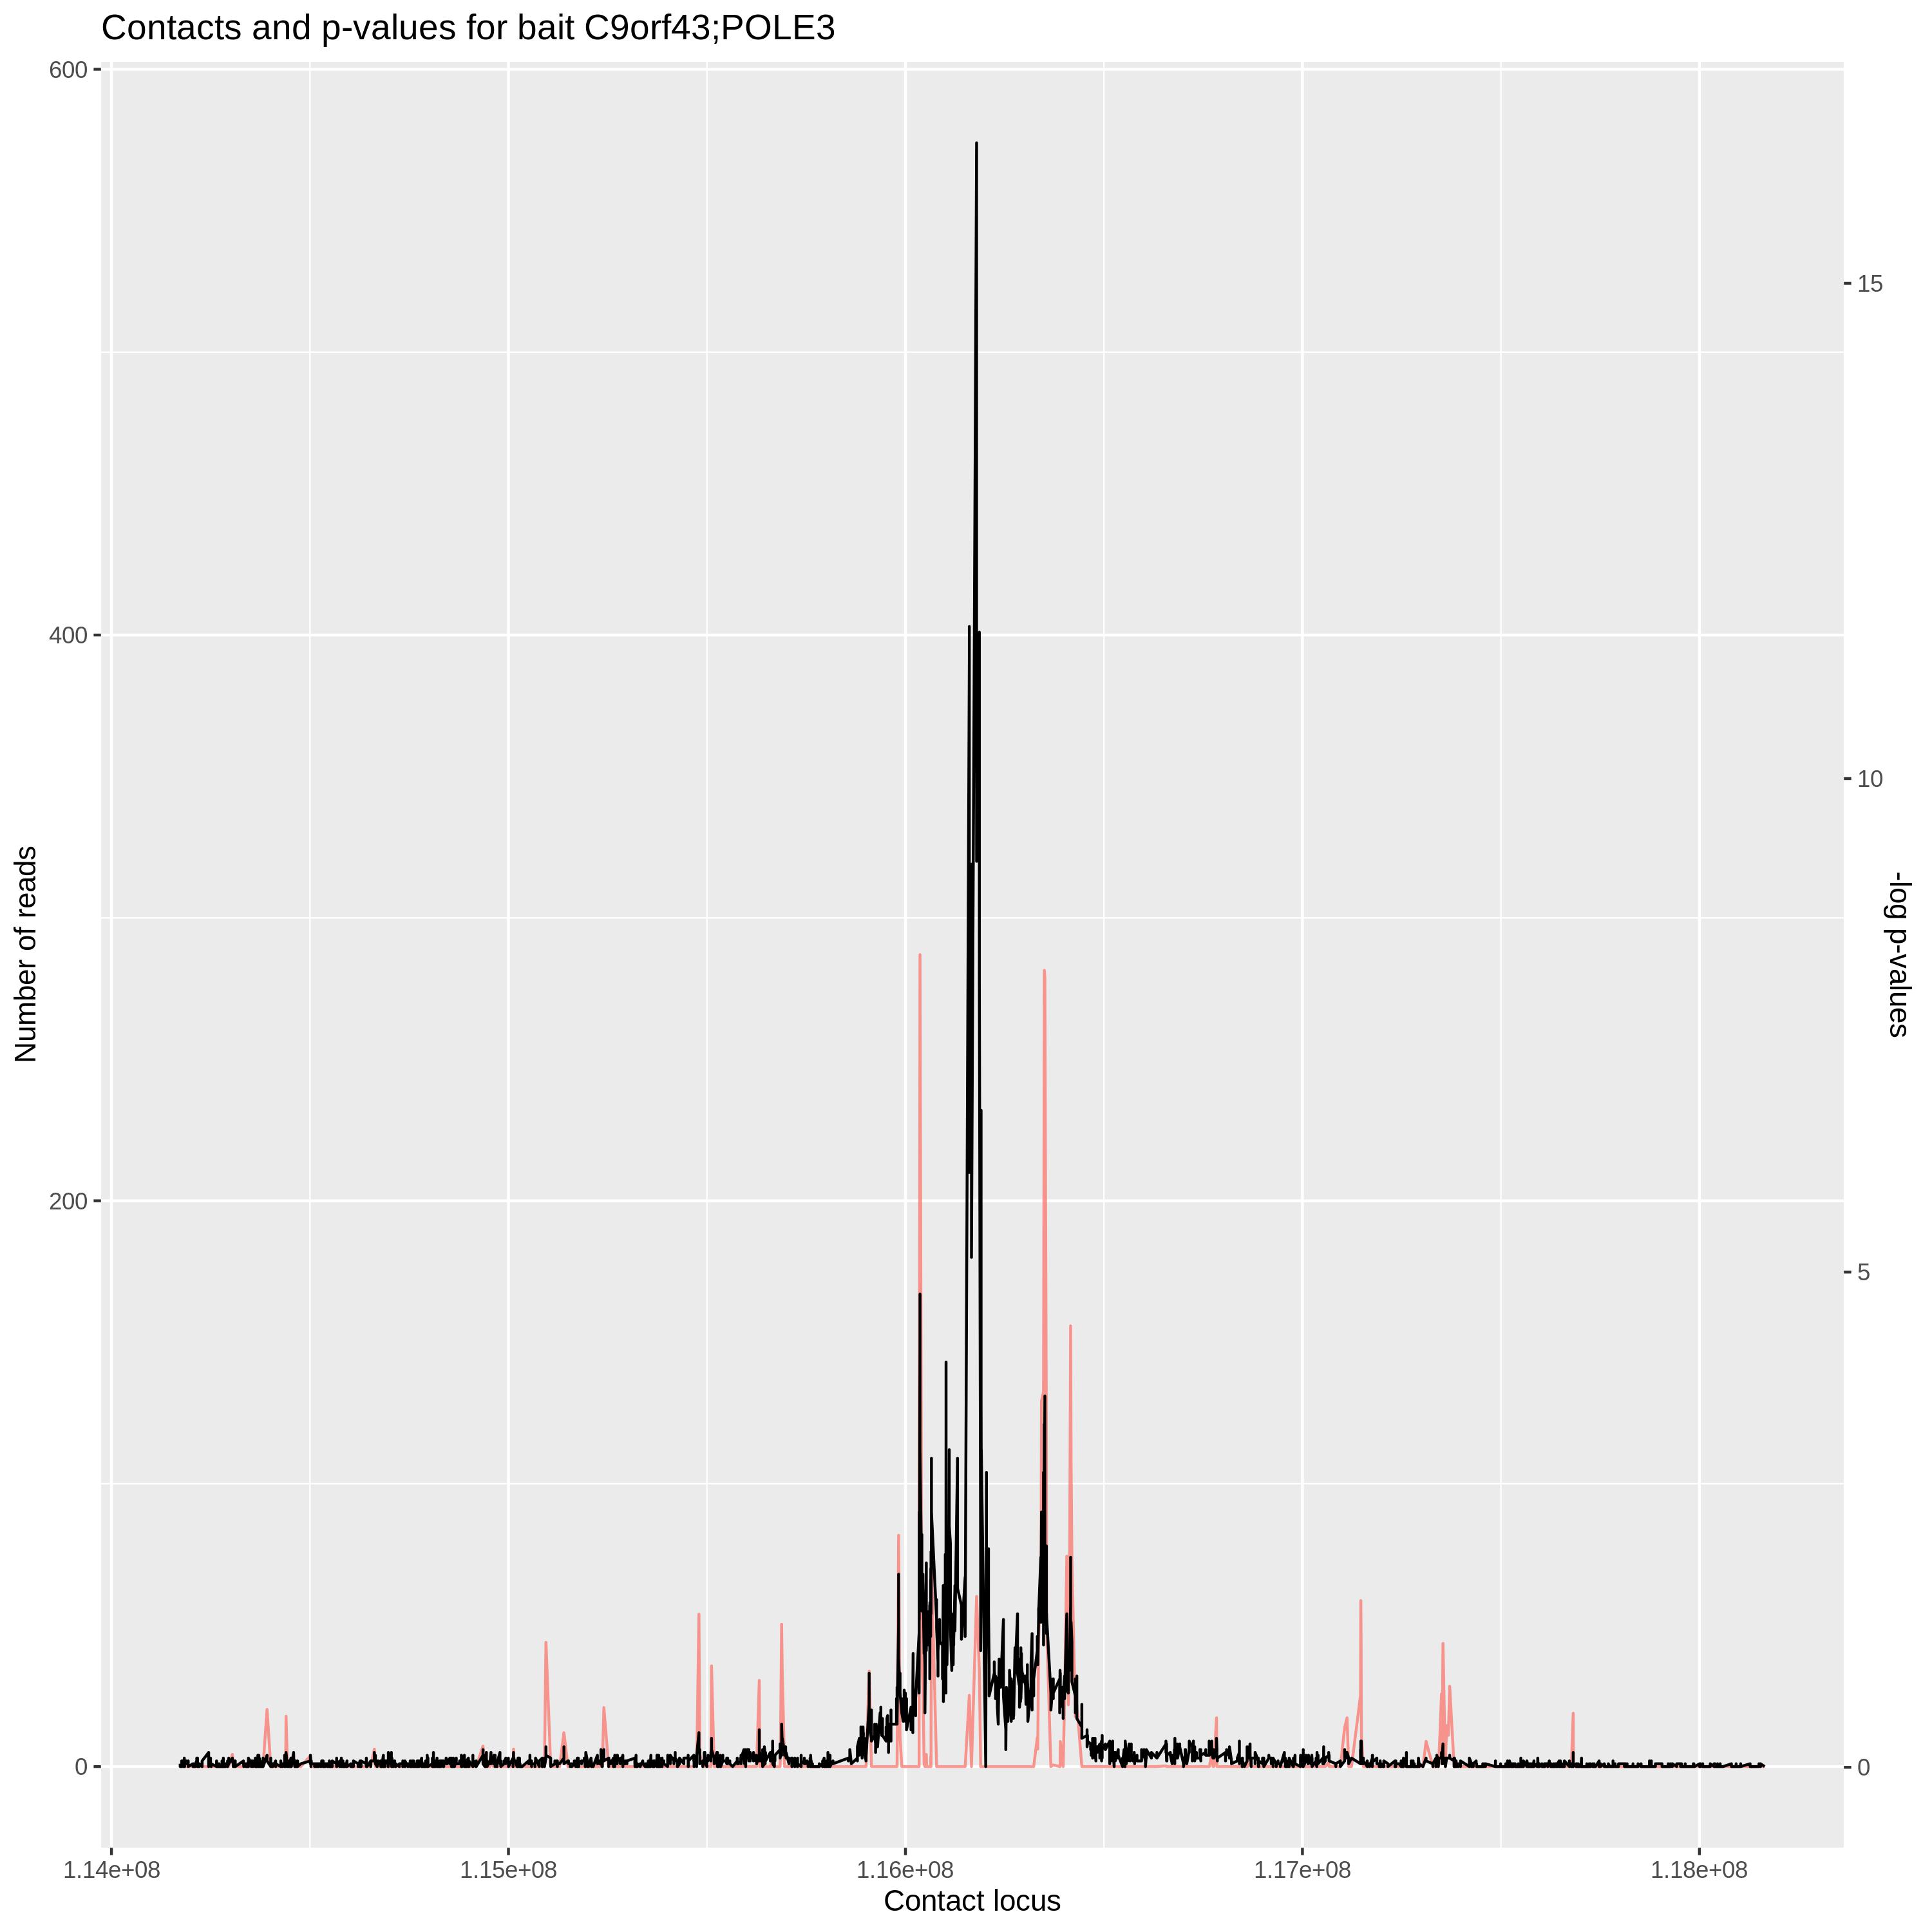 Contacts and p-values for bait C9orf43;POLE3
600
400
200
0
Number of reads
15
10
5
0
-log p-values
1.14e+08
1.15e+08
1.16e+08
1.17e+08
1.18e+08
Contact locus